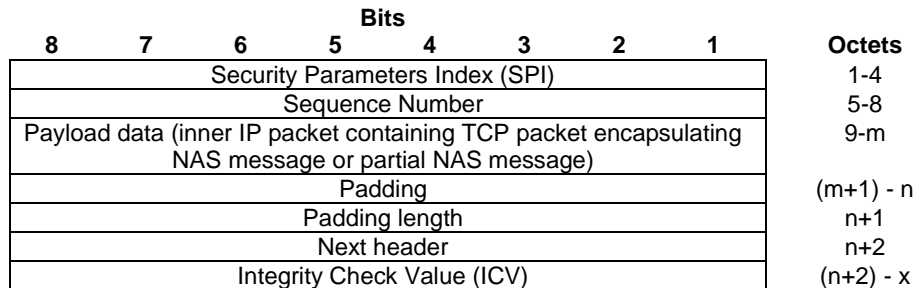 Bits
8 7 6 5 4 3 2 1 Octets
Security Parameters Index (SPI) 1-4
Sequence Number 5-8
Payload data (inner IP packet containing TCP packet encapsulating 9-m
NAS message or partial NAS message)
Padding (m+1) - n
Padding length n+1
Next header n+2
Integrity Check Value (ICV) (n+2) - x